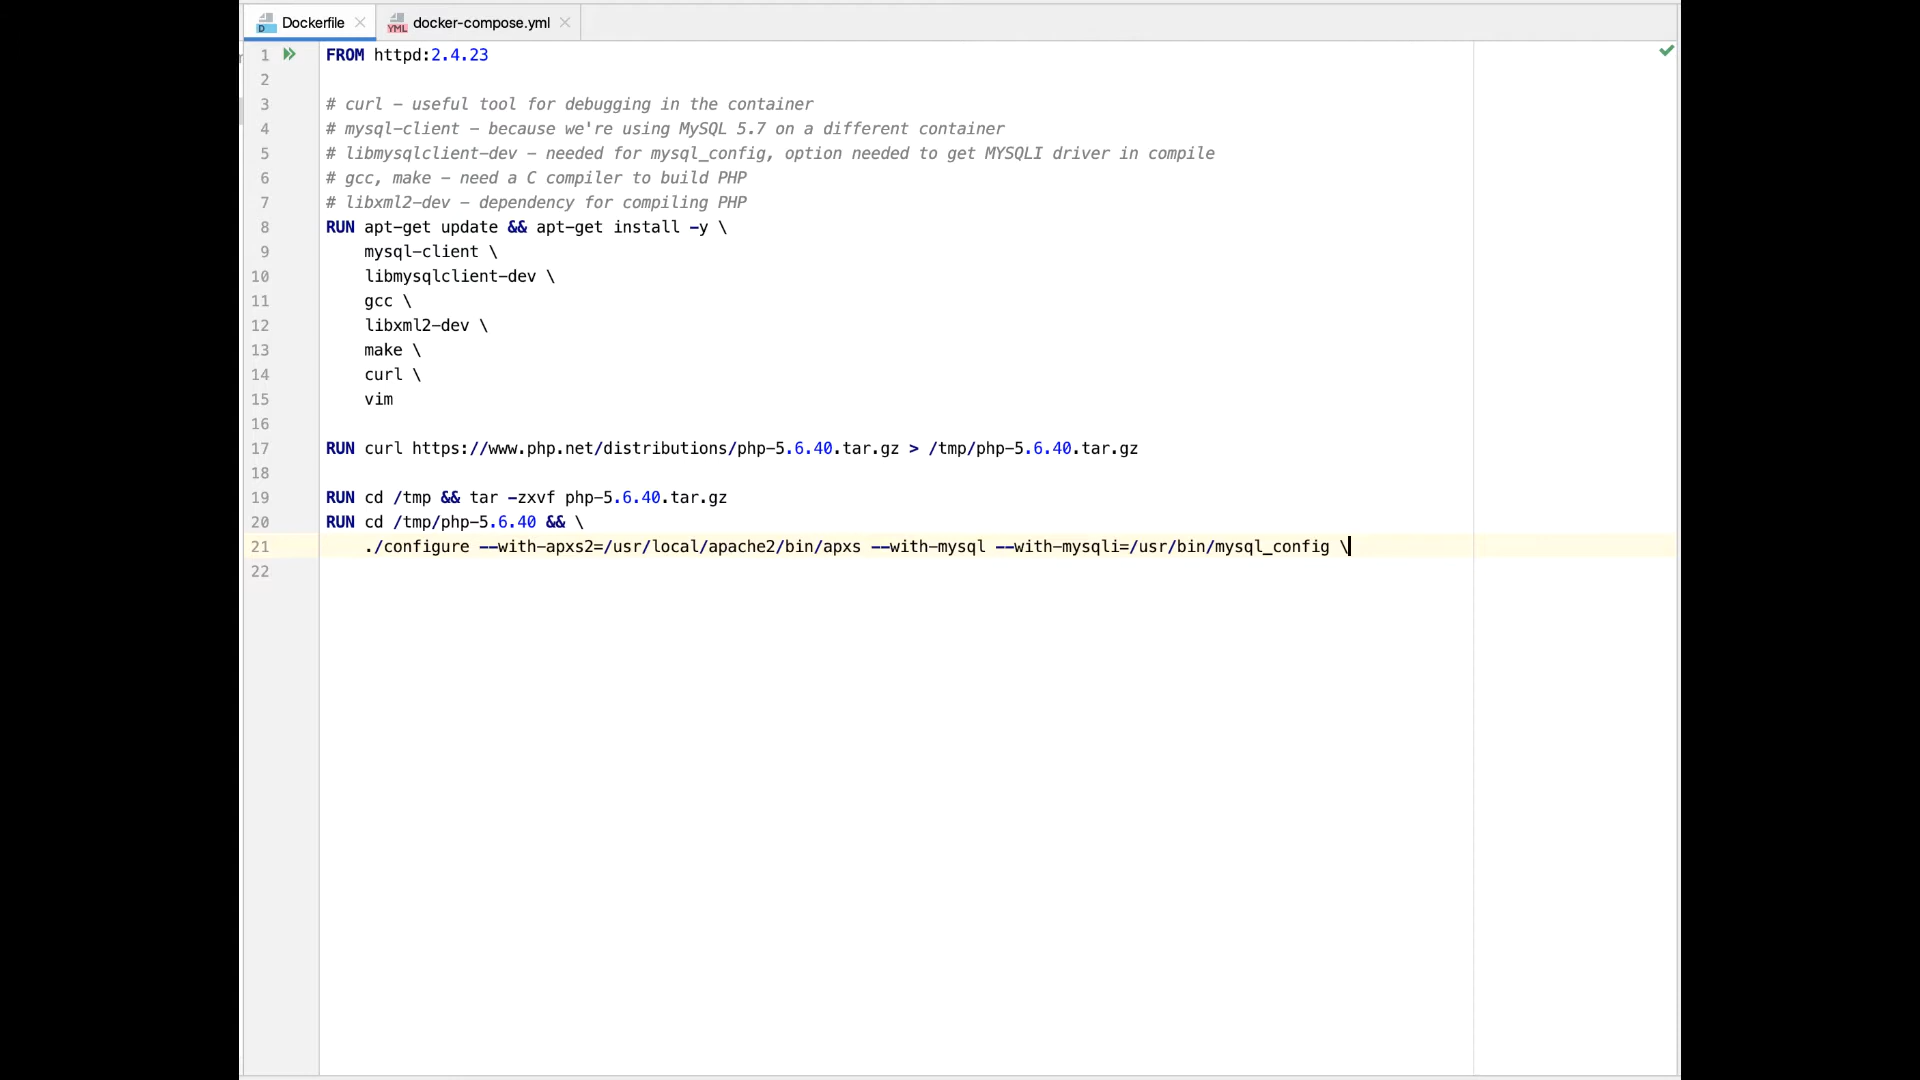 Dockerfile
docker-compose.yml
1 FROM httpd:2.4.23
2
3 # curl - useful tool for debugging in the container
4 # mysql-client - because we're using MySQL 5.7 on a different container
5 # libmysqlclient-dev - needed for mysql_config, option needed to get MYSQLI driver in compile
6 # gcc, make - need a C compiler to build PHP
7 # libxml2-dev - dependency for compiling PHP
8 RUN apt-get update && apt-get install -y \
9 mysql-client \
10 libmysqlclient-dev \
11 gcc \
12 libxml2-dev \
13 make \
14 curl \
15 vim
16
17 RUN curl https://www.php.net/distributions/php-5.6.40.tar.gz > /tmp/php-5.6.40.tar.gz
18
19 RUN cd /tmp && tar -zxvf php-5.6.40.tar.gz
20 RUN cd /tmp/php-5.6.40 && \
21 ./configure --with-apxs2=/usr/local/apache2/bin/apxs --with-mysql --with-mysqli=/usr/bin/mysql_config \
22